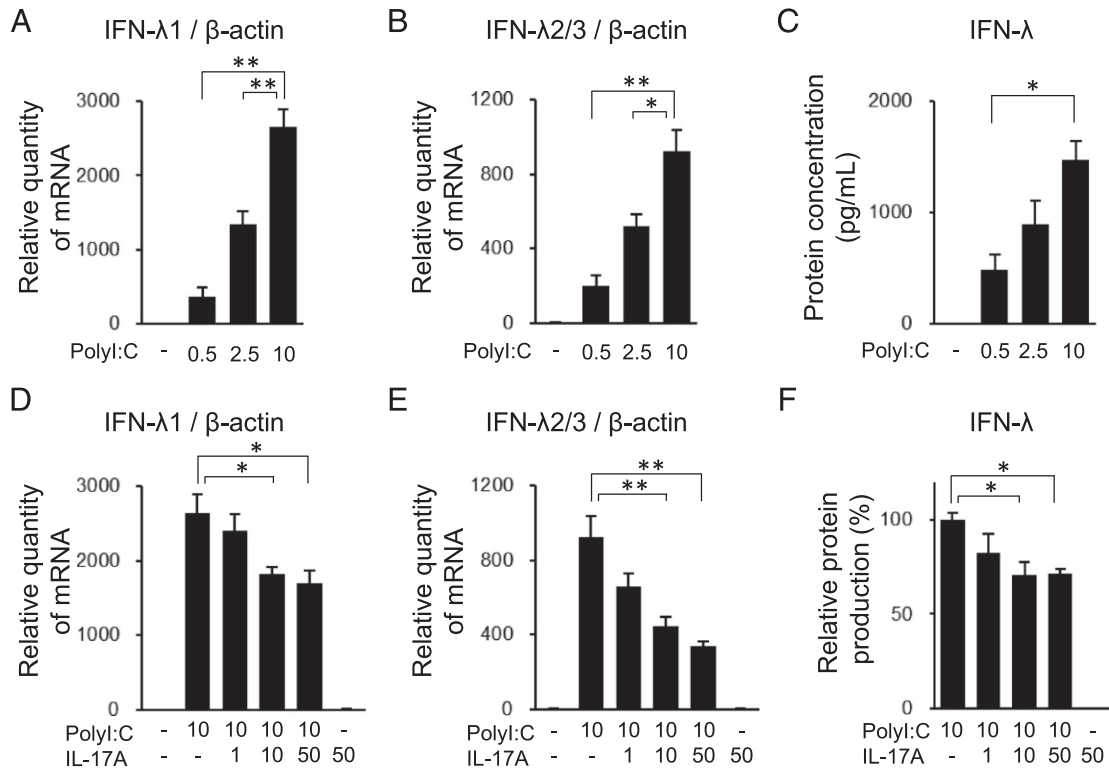 A
IFN-λ1 / β-actin
Relative quantity
of mRNA
**
**
3000
2000
1000
0
PolyI:C - 0.5 2.5 10
B
IFN-λ2/3 / β-actin
Relative quantity
of mRNA
**
*
1200
800
400
0
PolyI:C - 0.5 2.5 10
C
IFN-λ
Protein concentration
(pg/mL)
*
2000
1000
0
PolyI:C - 0.5 2.5 10
D
IFN-λ1 / β-actin
Relative quantity
of mRNA
*
*
3000
2000
1000
0
PolyI:C - 10 10 10 10 -
IL-17A - - 1 10 50 50
E
IFN-λ2/3 / β-actin
Relative quantity
of mRNA
**
**
1200
800
400
0
PolyI:C - 10 10 10 10 -
IL-17A - - 1 10 50 50
F
IFN-λ
Relative protein
production (%)
*
*
100
50
0
PolyI:C 10 10 10 10 -
IL-17A - 1 10 50 50